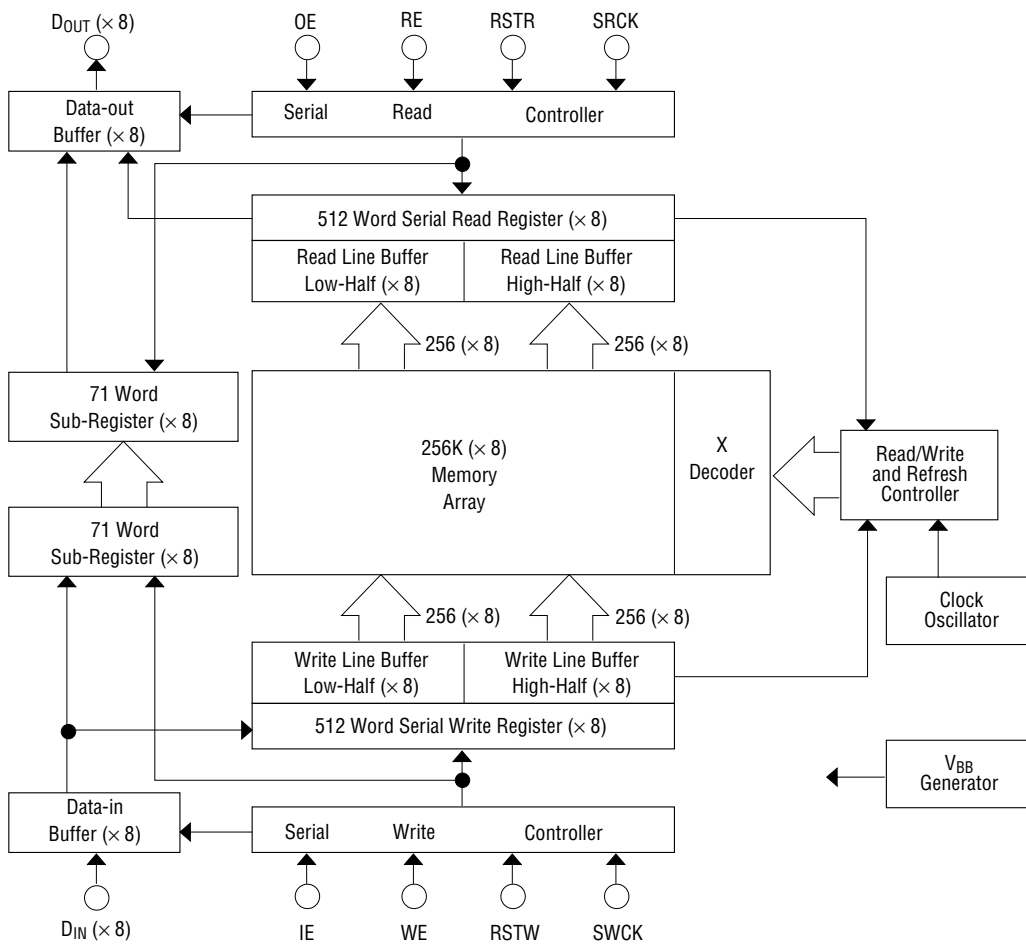 DOUT (× 8)
OE
RE
RSTR
SRCK
Data-out
Buffer (× 8)
Serial
Read
Controller
512 Word Serial Read Register (× 8)
Read Line Buffer
Low-Half (× 8)
Read Line Buffer
High-Half (× 8)
256 (× 8)
256 (× 8)
71 Word
Sub-Register (× 8)
256K (× 8)
Memory
Array
X
Decoder
Read/Write
and Refresh
Controller
71 Word
Sub-Register (× 8)
Clock
Oscillator
256 (× 8)
256 (× 8)
Write Line Buffer
Low-Half (× 8)
Write Line Buffer
High-Half (× 8)
512 Word Serial Write Register (× 8)
VBB
Generator
Data-in
Buffer (× 8)
Serial
Write
Controller
DIN (× 8)
IE
WE
RSTW
SWCK